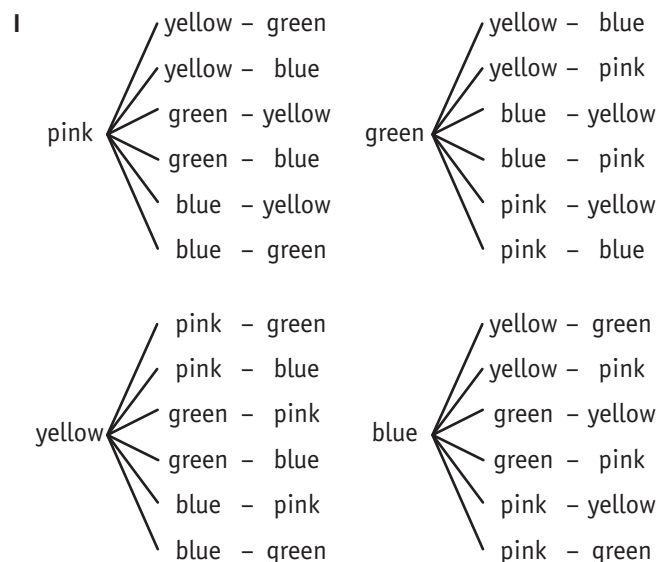 I
yellow – green
yellow – blue
green – yellow
pink
green – blue
blue – yellow
blue – green
yellow – blue
yellow – pink
blue – yellow
green
blue – pink
pink – yellow
pink – blue
pink – green
pink – blue
green – pink
yellow
green – blue
blue – pink
blue – green
yellow – green
yellow – pink
green – yellow
blue
green – pink
pink – yellow
pink – green